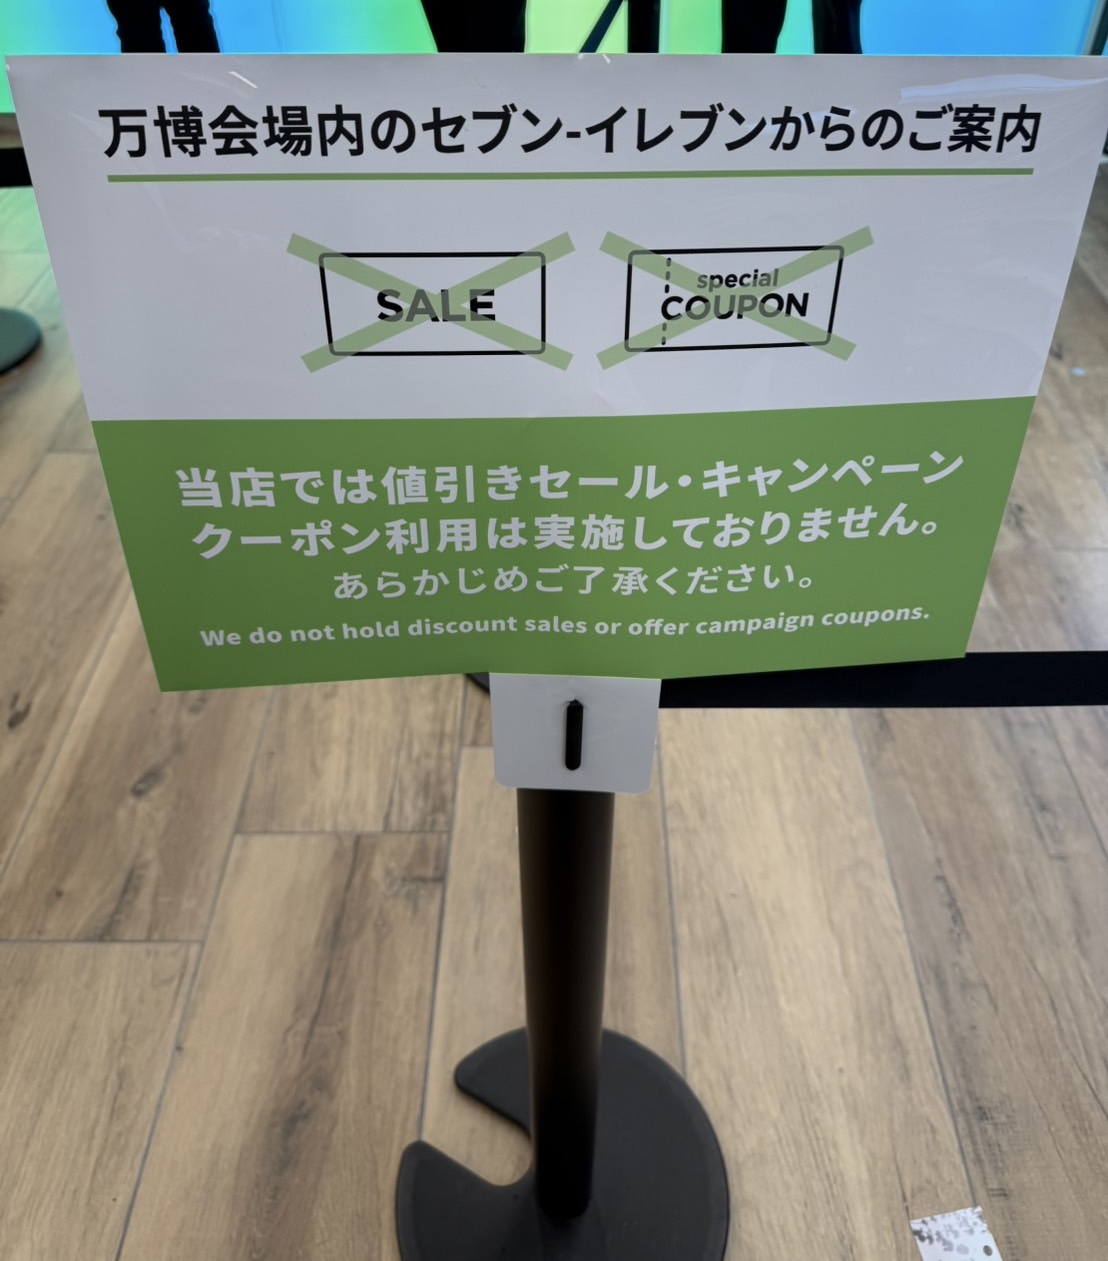 万博会場内のセブン-イレブンからのご案内
SALE
special
COUPON
当店では値引きセール・キャンペーン
クーポン利用は実施しておりません。
あらかじめご了承ください。
We do not hold discount sales or offer campaign coupons.